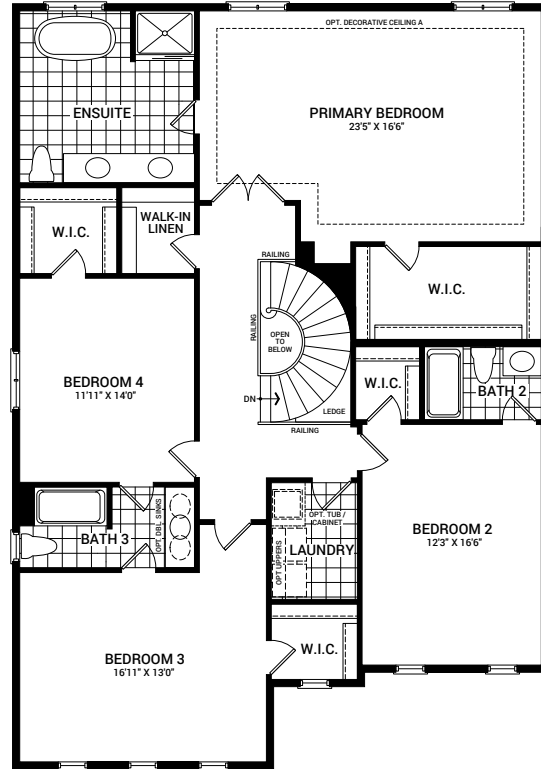 OPT. DECORATIVE CEILING A
ENSUITE
PRIMARY BEDROOM
23'5" X 16'6"
W.I.C.
WALK-IN
LINEN
RAILING
W.I.C.
RAILING
OPEN
TO
BELOW
BEDROOM 4
11'11" X 14'0"
W.I.C.
BATH 2
DN
LEDGE
RAILING
BATH 3
OPT. DBL SINKS
OPT. TUB /
CABINET
OPT UPPERS
LAUNDRY
BEDROOM 2
12'3" X 16'6"
BEDROOM 3
16'11" X 13'0"
W.I.C.